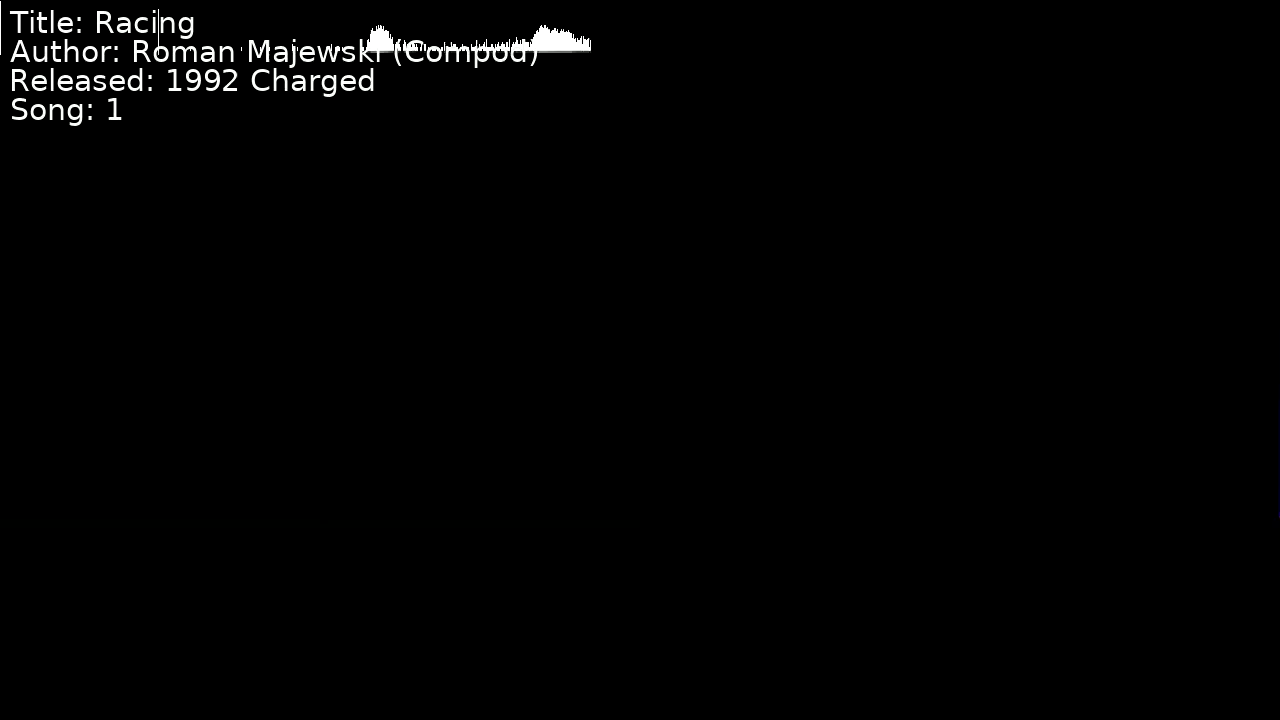 Title: Racing
Author: Roman Majewski (Compod)
Released: 1992 Charged
Song: 1